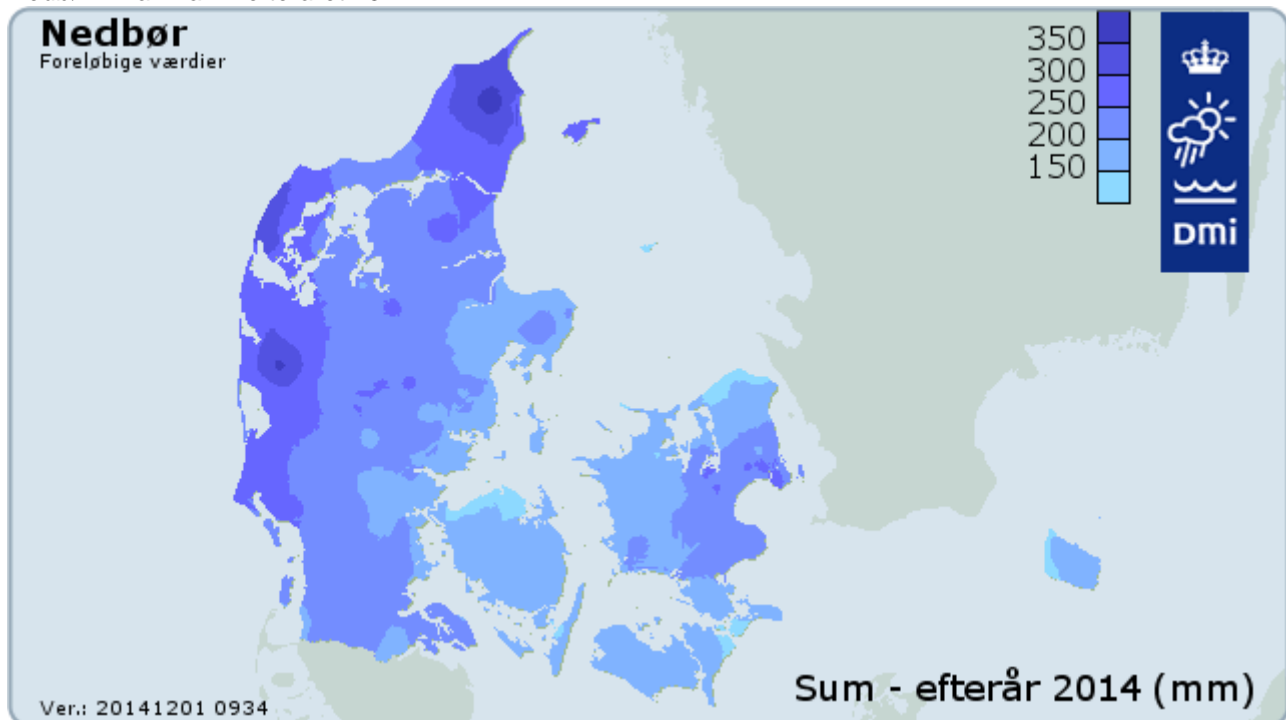 Nedbør
Foreløbige værdier
350
300
250
200
150
DMI
Sum - efterår 2014 (mm)
Ver.: 20141201 0934